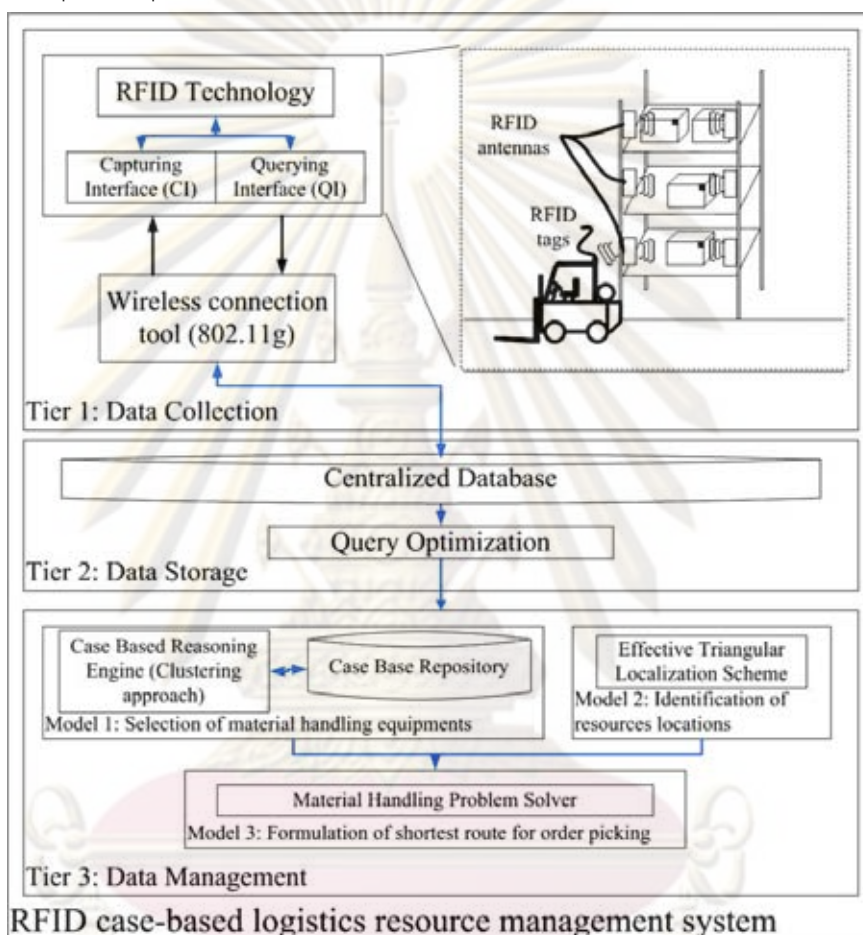 RFID Technology
Capturing
Interface (CI)
Querying
Interface (QI)
Wireless connection
tool (802.11g)
RFID
antennas
RFID
tags
Tier 1: Data Collection
Centralized Database
Query Optimization
Tier 2: Data Storage
Case Based Reasoning
Engine (Clustering
approach)
Case Base Repository
Model 1: Selection of material handling equipments
Effective Triangular
Localization Scheme
Model 2: Identification of
resources locations
Material Handling Problem Solver
Model 3: Formulation of shortest route for order picking
Tier 3: Data Management
RFID case-based logistics resource management system